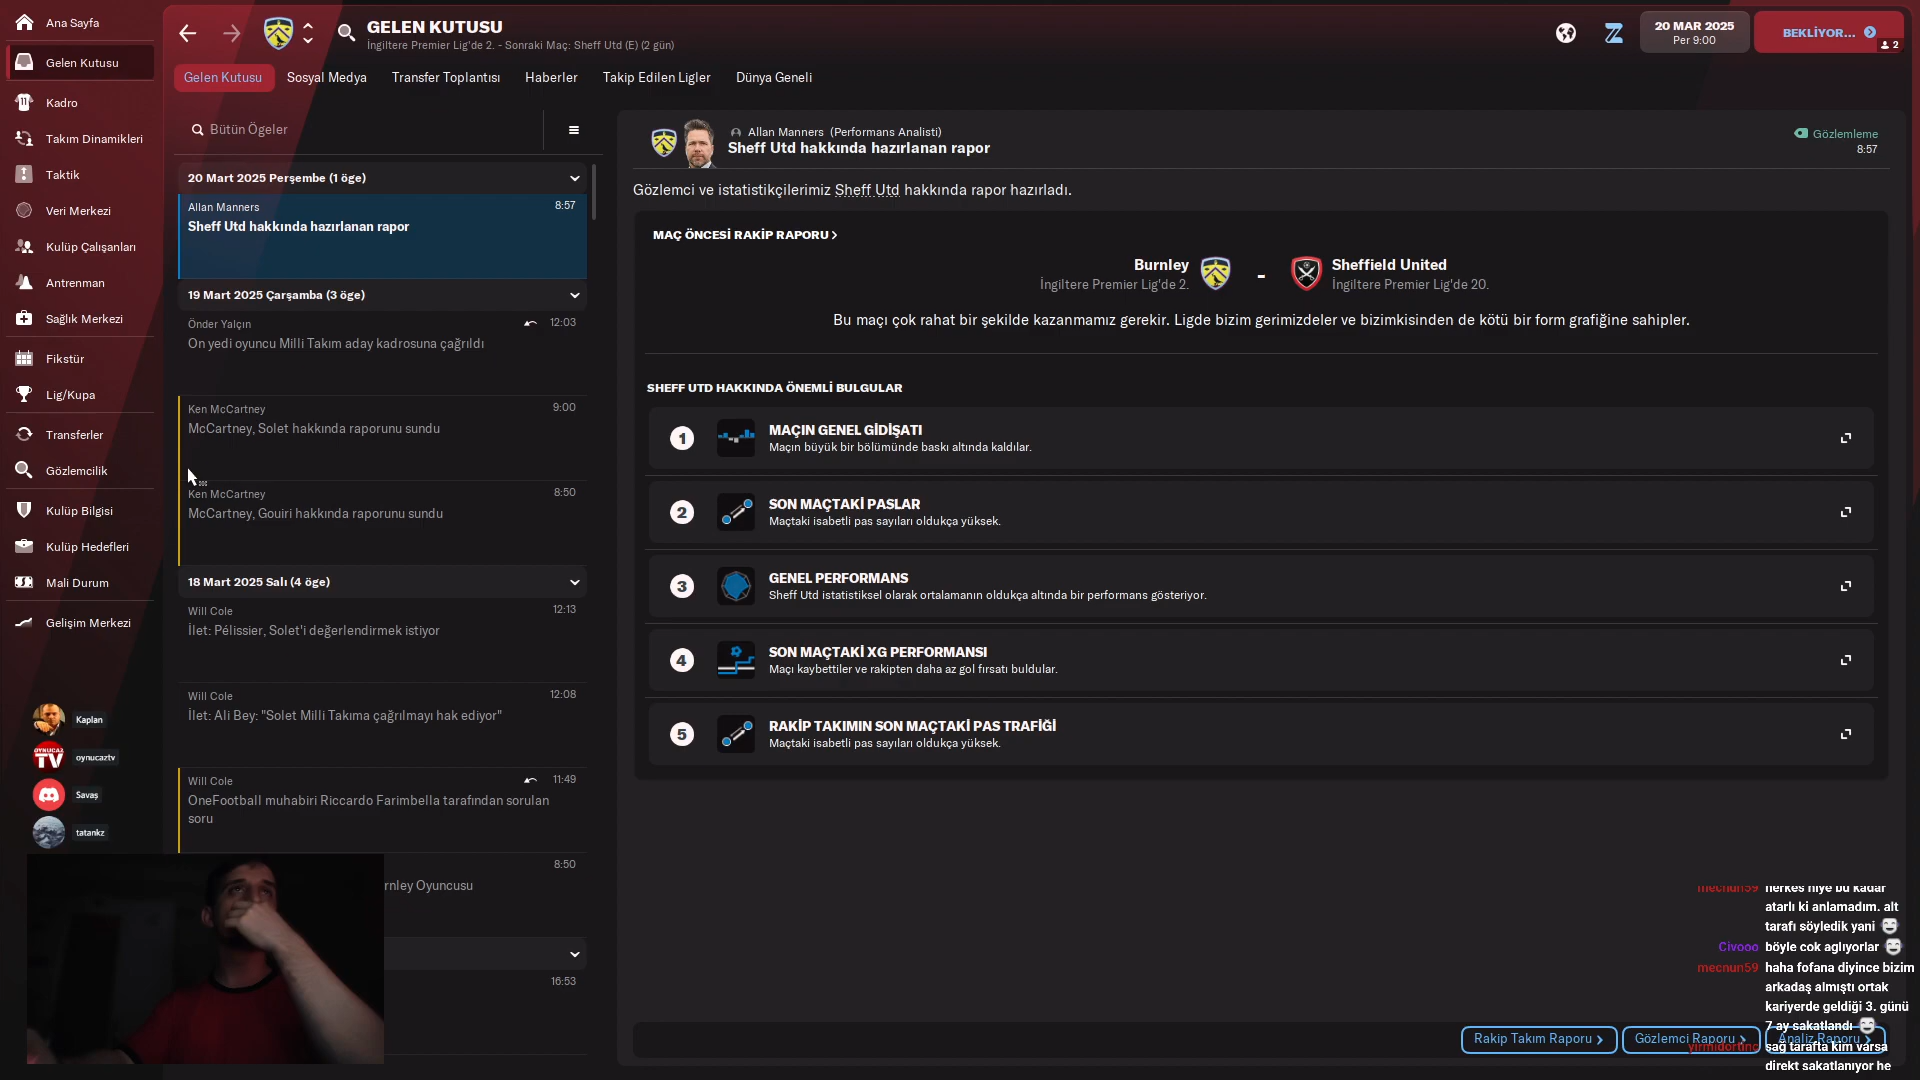 Ana Sayfa
Gelen Kutusu
Kadro
Takım Dinamikleri
Taktik
Veri Merkezi
Kulüp Çalışanları
Antrenman
Sağlık Merkezi
Fikstür
Lig/Kupa
Transferler
Gözlemcilik
Kulüp Bilgisi
Kulüp Hedefleri
Mali Durum
Gelişim Merkezi
Kaplan
OYNUCAZ TV oynucaztv
Savaş
tatankz
GELEN KUTUSU
İngiltere Premier Lig'de 2. - Sonraki Maç: Sheff Utd (E) (2 gün)
20 MAR 2025
Per 9:00
BEKLİYOR...
2
Gelen Kutusu Sosyal Medya Transfer Toplantısı Haberler Takip Edilen Ligler Dünya Geneli
Bütün Ögeler
20 Mart 2025 Perşembe (1 öge)
Allan Manners 8:57
Sheff Utd hakkında hazırlanan rapor
19 Mart 2025 Çarşamba (3 öge)
Önder Yalçın 12:03
On yedi oyuncu Milli Takım aday kadrosuna çağrıldı
Ken McCartney 9:00
McCartney, Solet hakkında raporunu sundu
Ken McCartney 8:50
McCartney, Gouiri hakkında raporunu sundu
18 Mart 2025 Salı (4 öge)
Will Cole 12:13
İlet: Pélissier, Solet'i değerlendirmek istiyor
Will Cole 12:08
İlet: Ali Bey: "Solet Milli Takıma çağrılmayı hak ediyor"
Will Cole 11:49
OneFootball muhabiri Riccardo Farimbella tarafından sorulan
soru
8:50
rnley Oyuncusu
16:53
Allan Manners (Performans Analisti)
Sheff Utd hakkında hazırlanan rapor
Gözlemleme
8:57
Gözlemci ve istatistikçilerimiz Sheff Utd hakkında rapor hazırladı.
MAÇ ÖNCESİ RAKİP RAPORU
Burnley - Sheffield United
İngiltere Premier Lig'de 2. İngiltere Premier Lig'de 20.
Bu maçı çok rahat bir şekilde kazanmamız gerekir. Ligde bizim gerimizdeler ve bizimkisinden de kötü bir form grafiğine sahipler.
SHEFF UTD HAKKINDA ÖNEMLİ BULGULAR
1 MAÇIN GENEL GİDİŞATI
Maçın büyük bir bölümünde baskı altında kaldılar.
2 SON MAÇTAKİ PASLAR
Maçtaki isabetli pas sayıları oldukça yüksek.
3 GENEL PERFORMANS
Sheff Utd istatistiksel olarak ortalamanın oldukça altında bir performans gösteriyor.
4 SON MAÇTAKİ XG PERFORMANSI
Maçı kaybettiler ve rakipten daha az gol fırsatı buldular.
5 RAKİP TAKIMIN SON MAÇTAKİ PAS TRAFİĞİ
Maçtaki isabetli pas sayıları oldukça yüksek.
Rakip Takım Raporu Gözlemci Raporu Analiz Raporu
mecnun59 herkes niye bu kadar
atarlı ki anlamadım. alt
tarafı söyledik yani
Civooo böyle cok aglıyorlar
mecnun59 haha fofana diyince bizim
arkadaş almıştı ortak
kariyerde geldiği 3. günü
7 ay sakatlandı
sağ tarafta kim varsa
direkt sakatlanıyor he